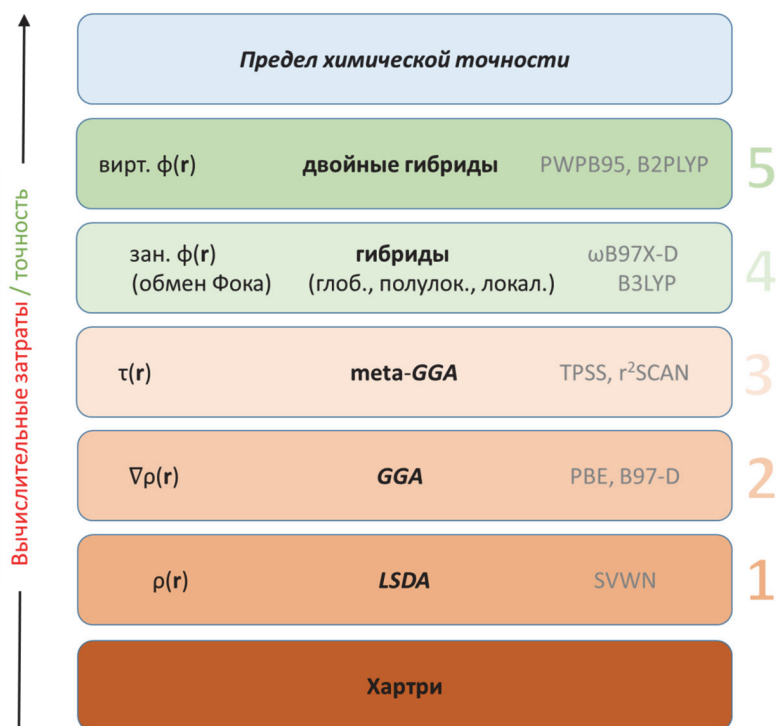 Предел химической точности
вирт. ϕ(r) двойные гибриды PWPB95, B2PLYP 5
зан. ϕ(r) гибриды ωB97X-D 4
(обмен Фока) (глоб., полулок., локал.) B3LYP
τ(r) meta-GGA TPSS, r²SCAN 3
∇ρ(r) GGA PBE, B97-D 2
ρ(r) LSDA SVWN 1
Хартри
Вычислительные затраты / точность